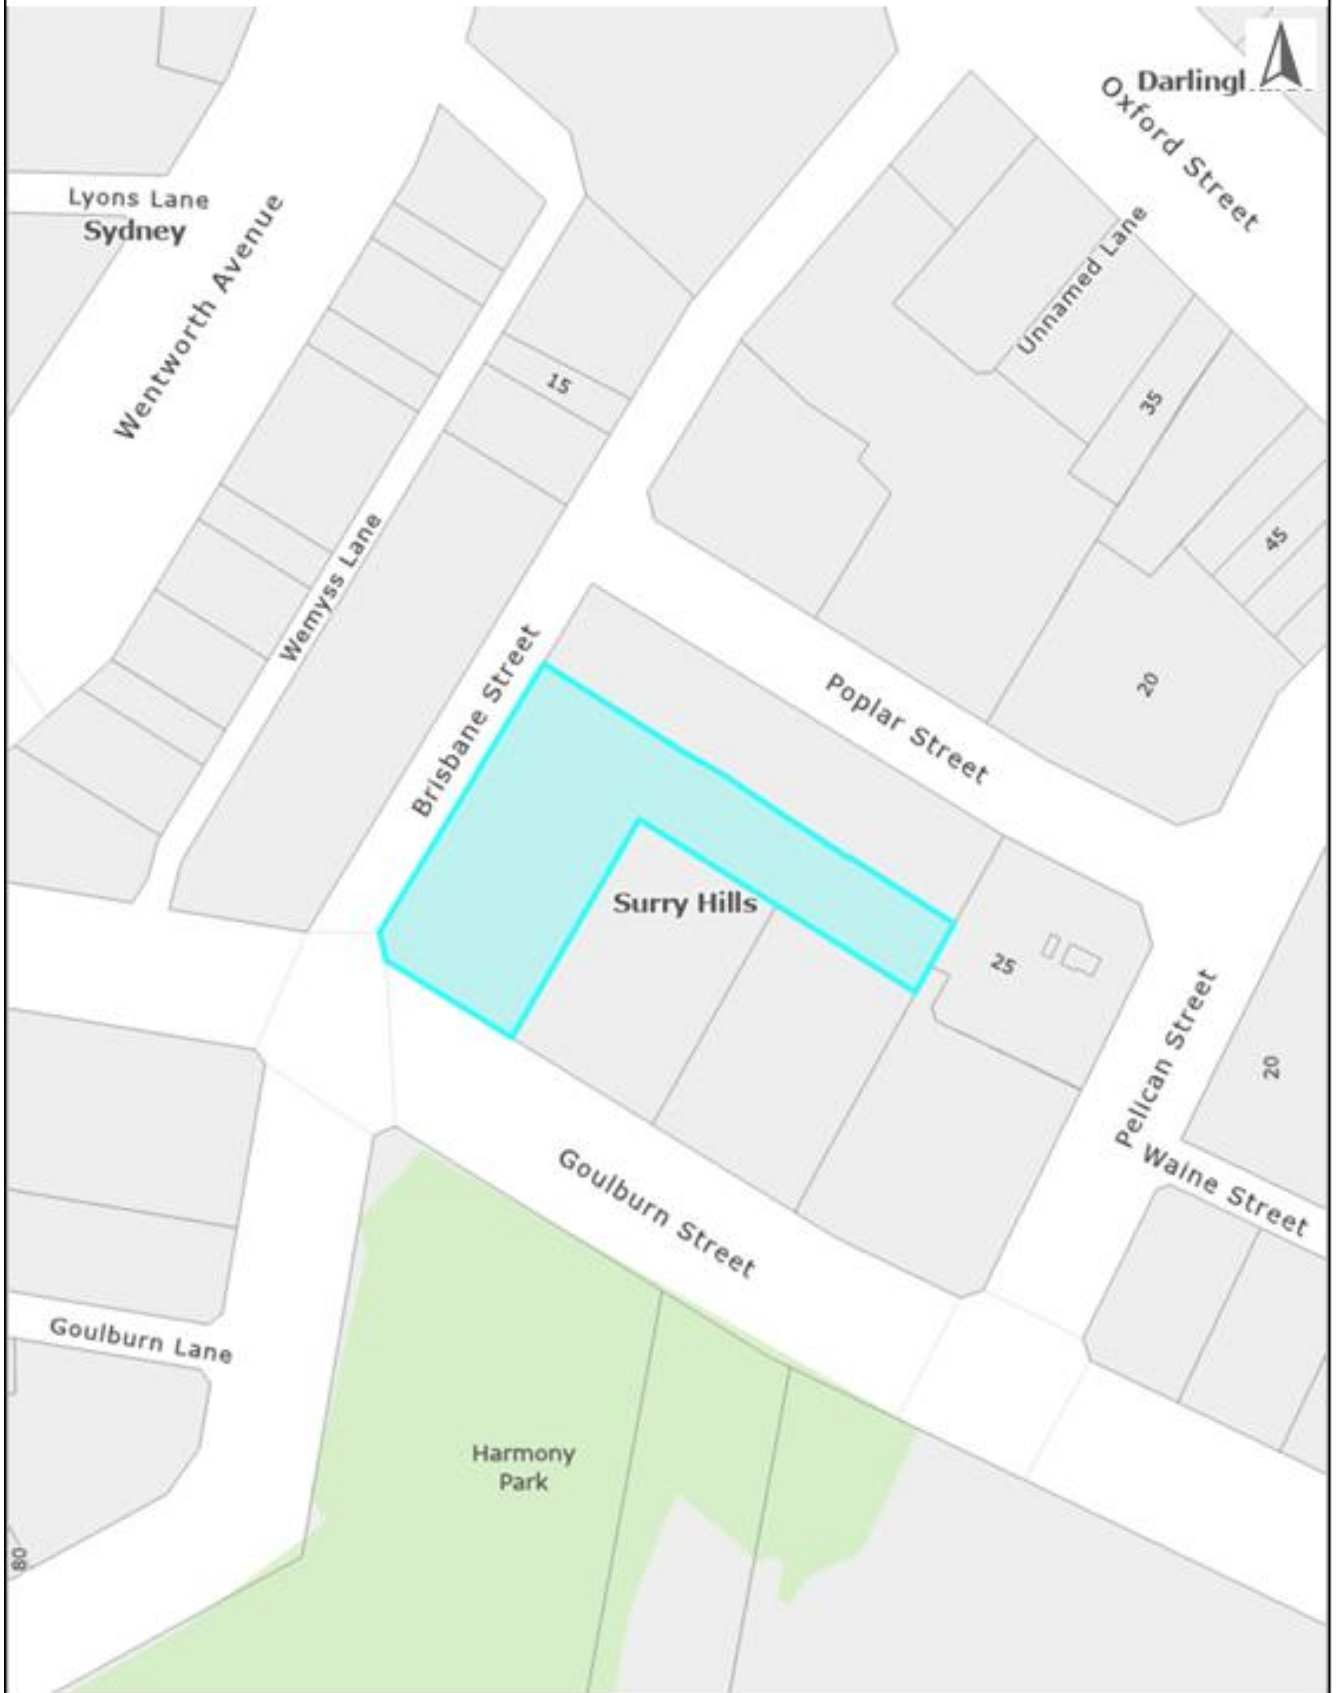 Darlingh
Oxford Street
Lyons Lane
Sydney
Wentworth Avenue
Unnamed Lane
15
35
45
Wemyss Lane
Brisbane Street
Poplar Street
20
Surry Hills
25
Pelican Street
20
Waine Street
Goulburn Street
Goulburn Lane
Harmony
Park
80